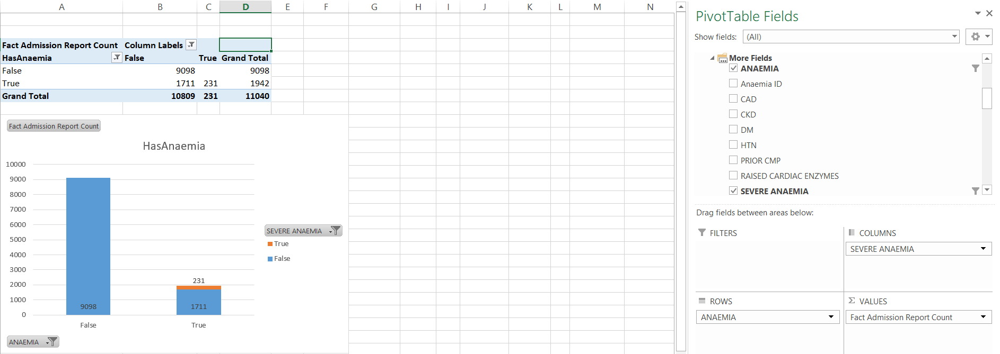 A B C D E F G H I J K L M N
Fact Admission Report Count Column Labels
HasAnaemia False True Grand Total
False 9098 9098
True 1711 231 1942
Grand Total 10809 231 11040
Fact Admission Report Count
HasAnaemia
10000
9000
8000
7000
6000
5000
4000
3000
2000
1000
0
9098
231
1711
False True
SEVERE ANAEMIA
True
False
ANAEMIA
PivotTable Fields
Show fields: (All)
More Fields
ANAEMIA
Anaemia ID
CAD
CKD
DM
HTN
PRIOR CMP
RAISED CARDIAC ENZYMES
SEVERE ANAEMIA
Drag fields between areas below:
FILTERS
COLUMNS
SEVERE ANAEMIA
ROWS
ANAEMIA
Σ VALUES
Fact Admission Report Count